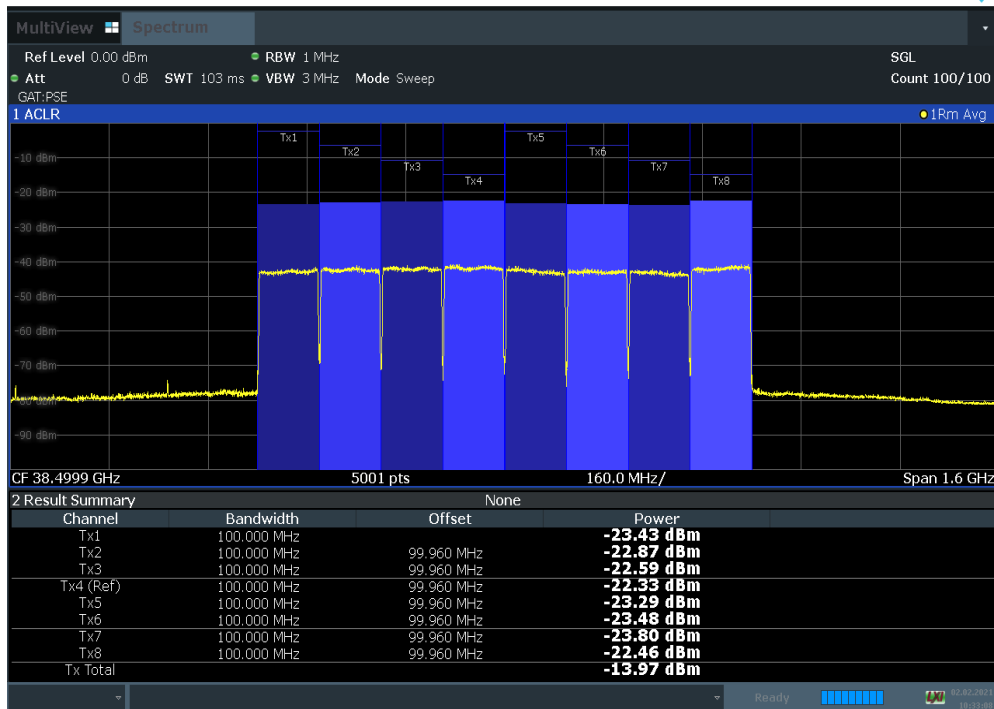 MultiView Spectrum
Ref Level 0.00 dBm RBW 1 MHz SGL
Att 0 dB SWT 103 ms VBW 3 MHz Mode Sweep Count 100/100
GAT:PSE
1 ACLR 1Rm Avg
Tx1 Tx5
Tx2 Tx6
-10 dBm
Tx3 Tx7
Tx4 Tx8
-20 dBm
-30 dBm
-40 dBm
-50 dBm
-60 dBm
-70 dBm
-80 dBm
-90 dBm
CF 38.4999 GHz 5001 pts 160.0 MHz/ Span 1.6 GHz
2 Result Summary None
Channel Bandwidth Offset Power
Tx1 100.000 MHz -23.43 dBm
Tx2 100.000 MHz 99.960 MHz -22.87 dBm
Tx3 100.000 MHz 99.960 MHz -22.59 dBm
Tx4 (Ref) 100.000 MHz 99.960 MHz -22.33 dBm
Tx5 100.000 MHz 99.960 MHz -23.29 dBm
Tx6 100.000 MHz 99.960 MHz -23.48 dBm
Tx7 100.000 MHz 99.960 MHz -23.80 dBm
Tx8 100.000 MHz 99.960 MHz -22.46 dBm
Tx Total -13.97 dBm
Ready 02.02.2021
10:33:00